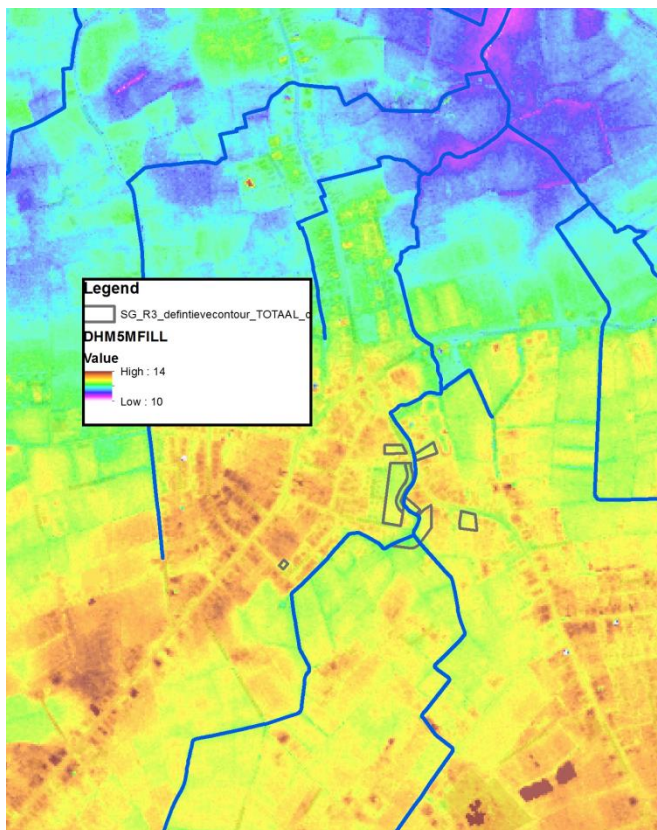 Legend
SG_R3_defintievecontour_TOTAAL_c
DHM5MFILL
Value
High : 14
Low : 10